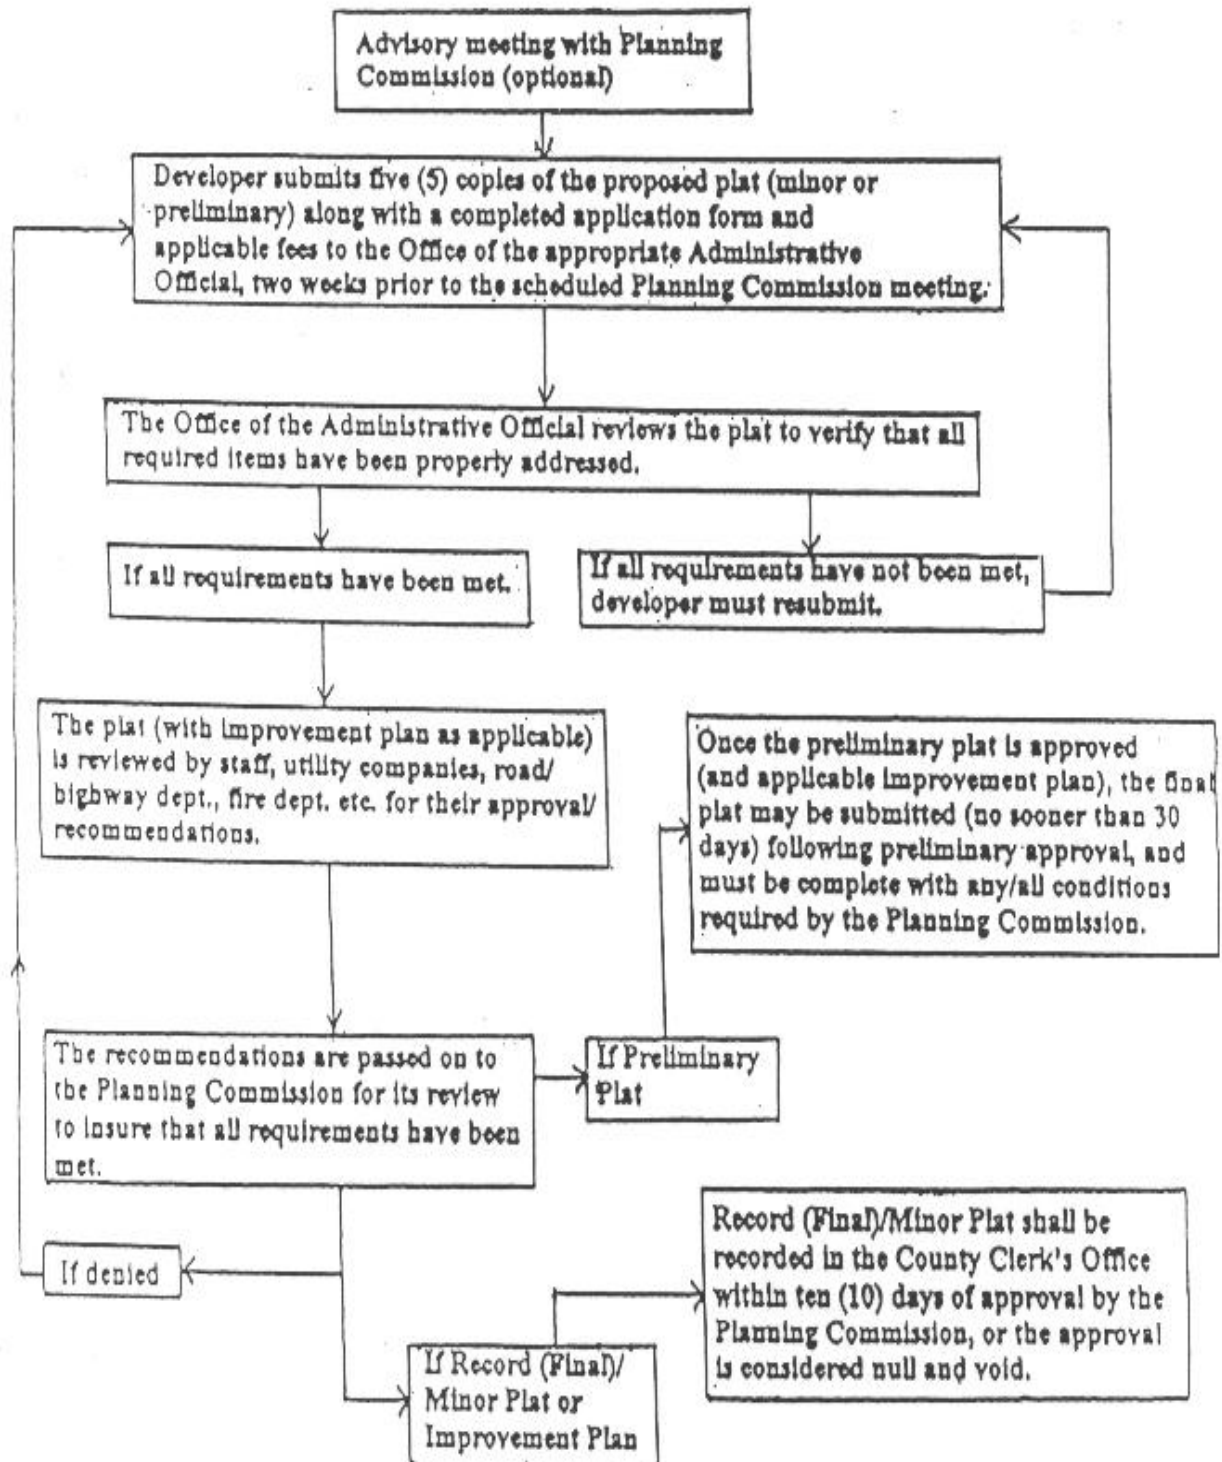 Advisory meeting with Planning
Commission (optional)
Developer submits five (5) copies of the proposed plat (minor or
preliminary) along with a completed application form and
applicable fees to the Office of the appropriate Administrative
Official, two weeks prior to the scheduled Planning Commission meeting.
The Office of the Administrative Official reviews the plat to verify that all
required items have been properly addressed.
If all requirements have been met.
If all requirements have not been met,
developer must resubmit.
The plat (with improvement plan as applicable)
is reviewed by staff, utility companies, road/
highway dept., fire dept. etc. for their approval/
recommendations.
Once the preliminary plat is approved
(and applicable improvement plan), the final
plat may be submitted (no sooner than 30
days) following preliminary approval, and
must be complete with any/all conditions
required by the Planning Commission.
The recommendations are passed on to
the Planning Commission for its review
to insure that all requirements have been
met.
If Preliminary
Plat
If denied
Record (Final)/Minor Plat shall be
recorded in the County Clerk's Office
within ten (10) days of approval by the
Planning Commission, or the approval
is considered null and void.
If Record (Final)/
Minor Plat or
Improvement Plan